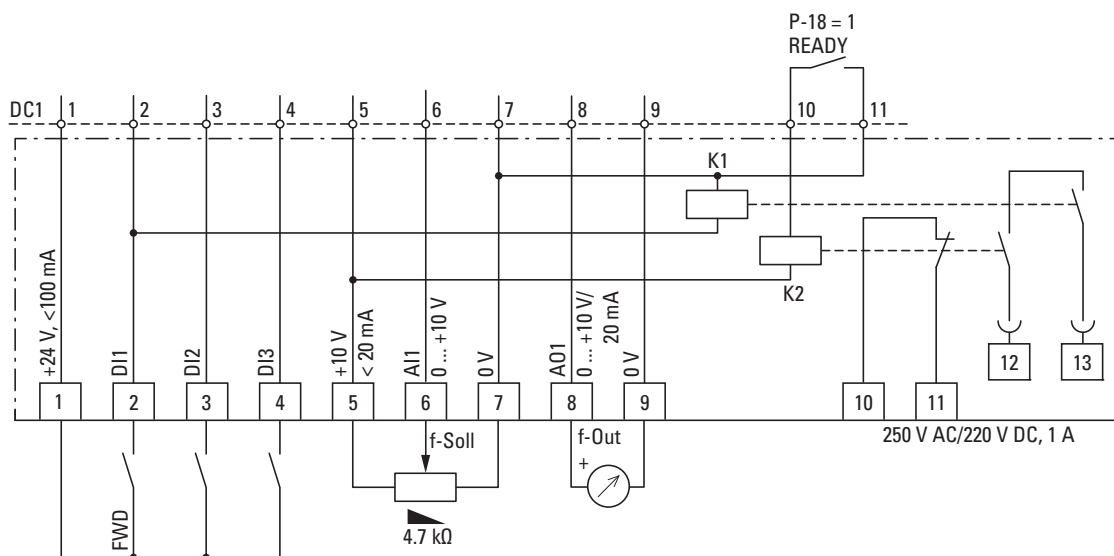 P-18 = 1
READY
DC1 1 2 3 4 5 6 7 8 9 10 11
K1
K2
+24 V, <100 mA
DI1
DI2
DI3
+10 V
< 20 mA
AI1
0 ... +10 V
0 V
AO1
0 ... +10 V/
20 mA
0 V
12 13
1 2 3 4 5 6 7 8 9 10 11
250 V AC/220 V DC, 1 A
f-Soll
f-Out
+
FWD
4.7 kΩ